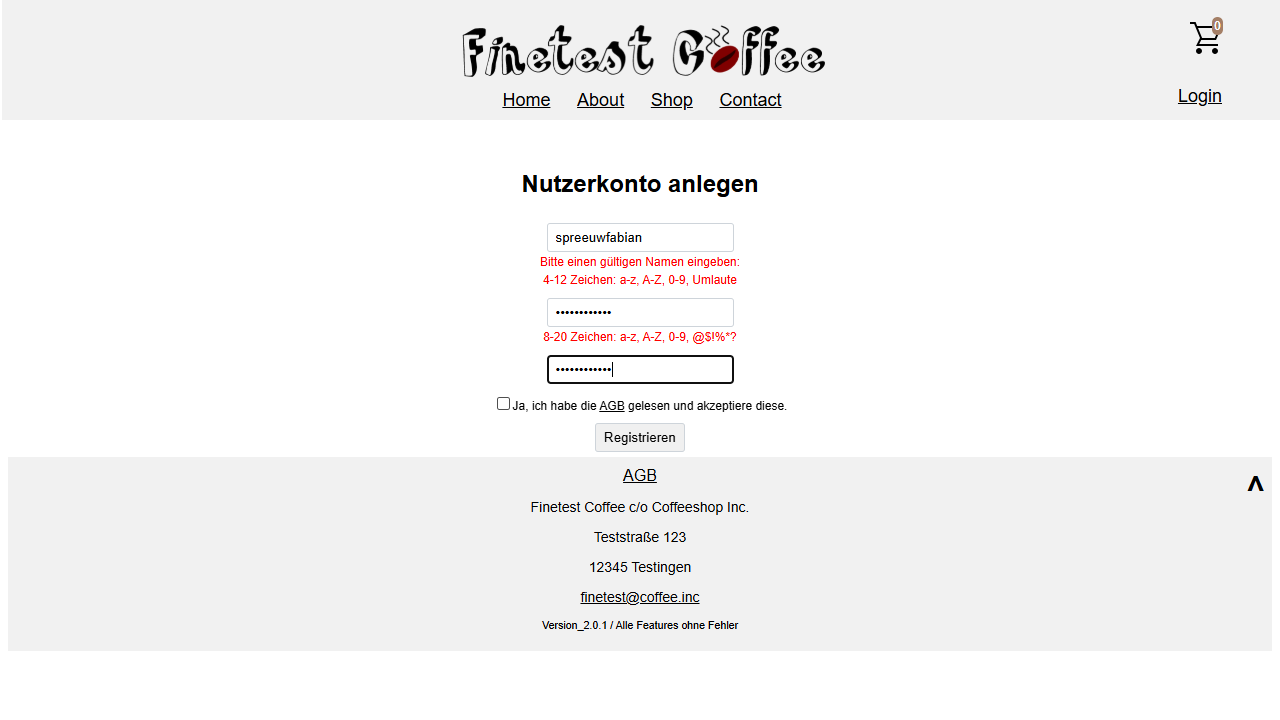 Finetest Coffee
0
Home About Shop Contact
Login
Nutzerkonto anlegen
spreeuwfabian
Bitte einen gültigen Namen eingeben:
4-12 Zeichen: a-z, A-Z, 0-9, Umlaute
••••••••••••
8-20 Zeichen: a-z, A-Z, 0-9, @$!%*?
••••••••••••
Ja, ich habe die AGB gelesen und akzeptiere diese.
Registrieren
AGB
^
Finetest Coffee c/o Coffeeshop Inc.
Teststraße 123
12345 Testingen
finetest@coffee.inc
Version_2.0.1 / Alle Features ohne Fehler